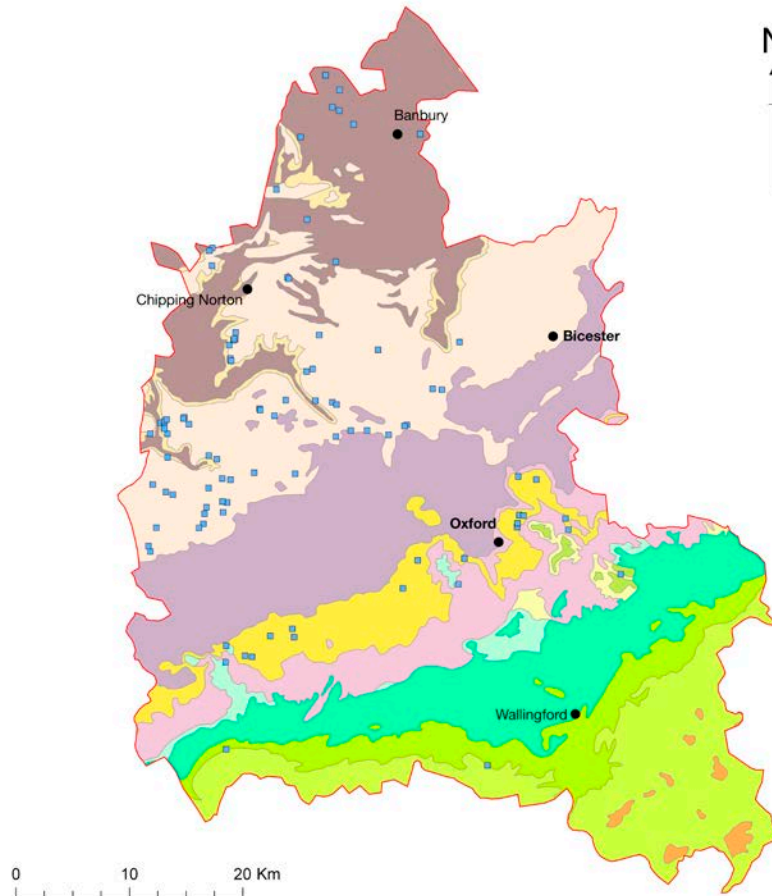 N
Banbury
Chipping Norton
Bicester
Oxford
Wallingford
0 10 20 Km